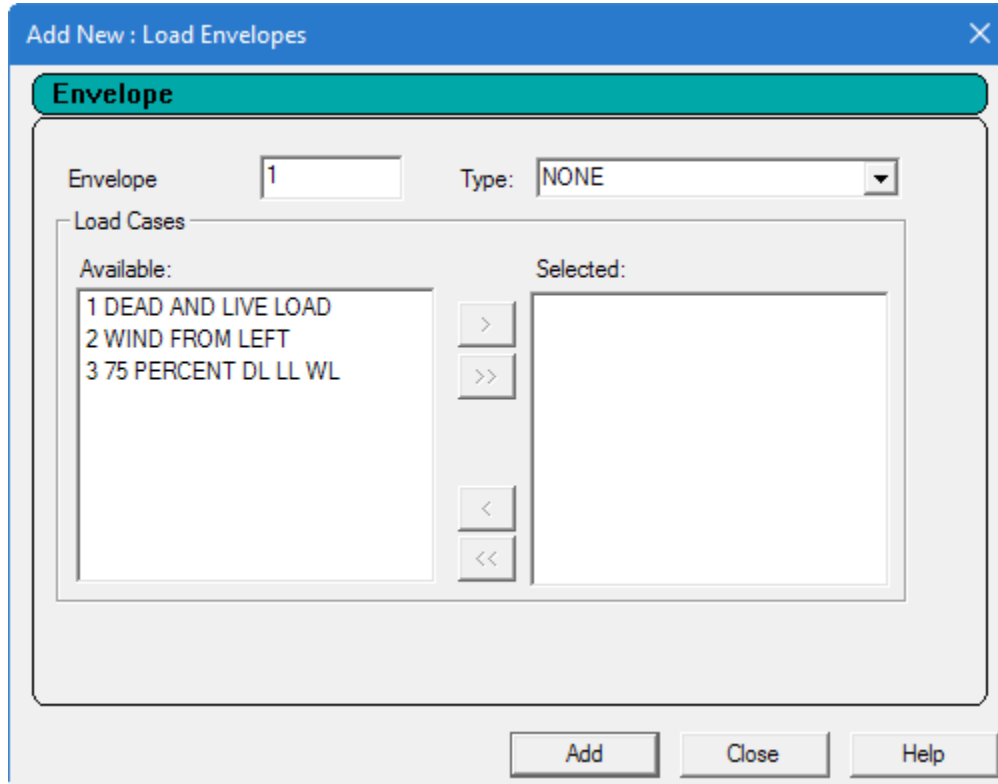 Add New : Load Envelopes
Envelope
Envelope 1 Type: NONE
Load Cases
Available: Selected:
1 DEAD AND LIVE LOAD
2 WIND FROM LEFT
3 75 PERCENT DL LL WL
>
>>
<
<<
Add Close Help